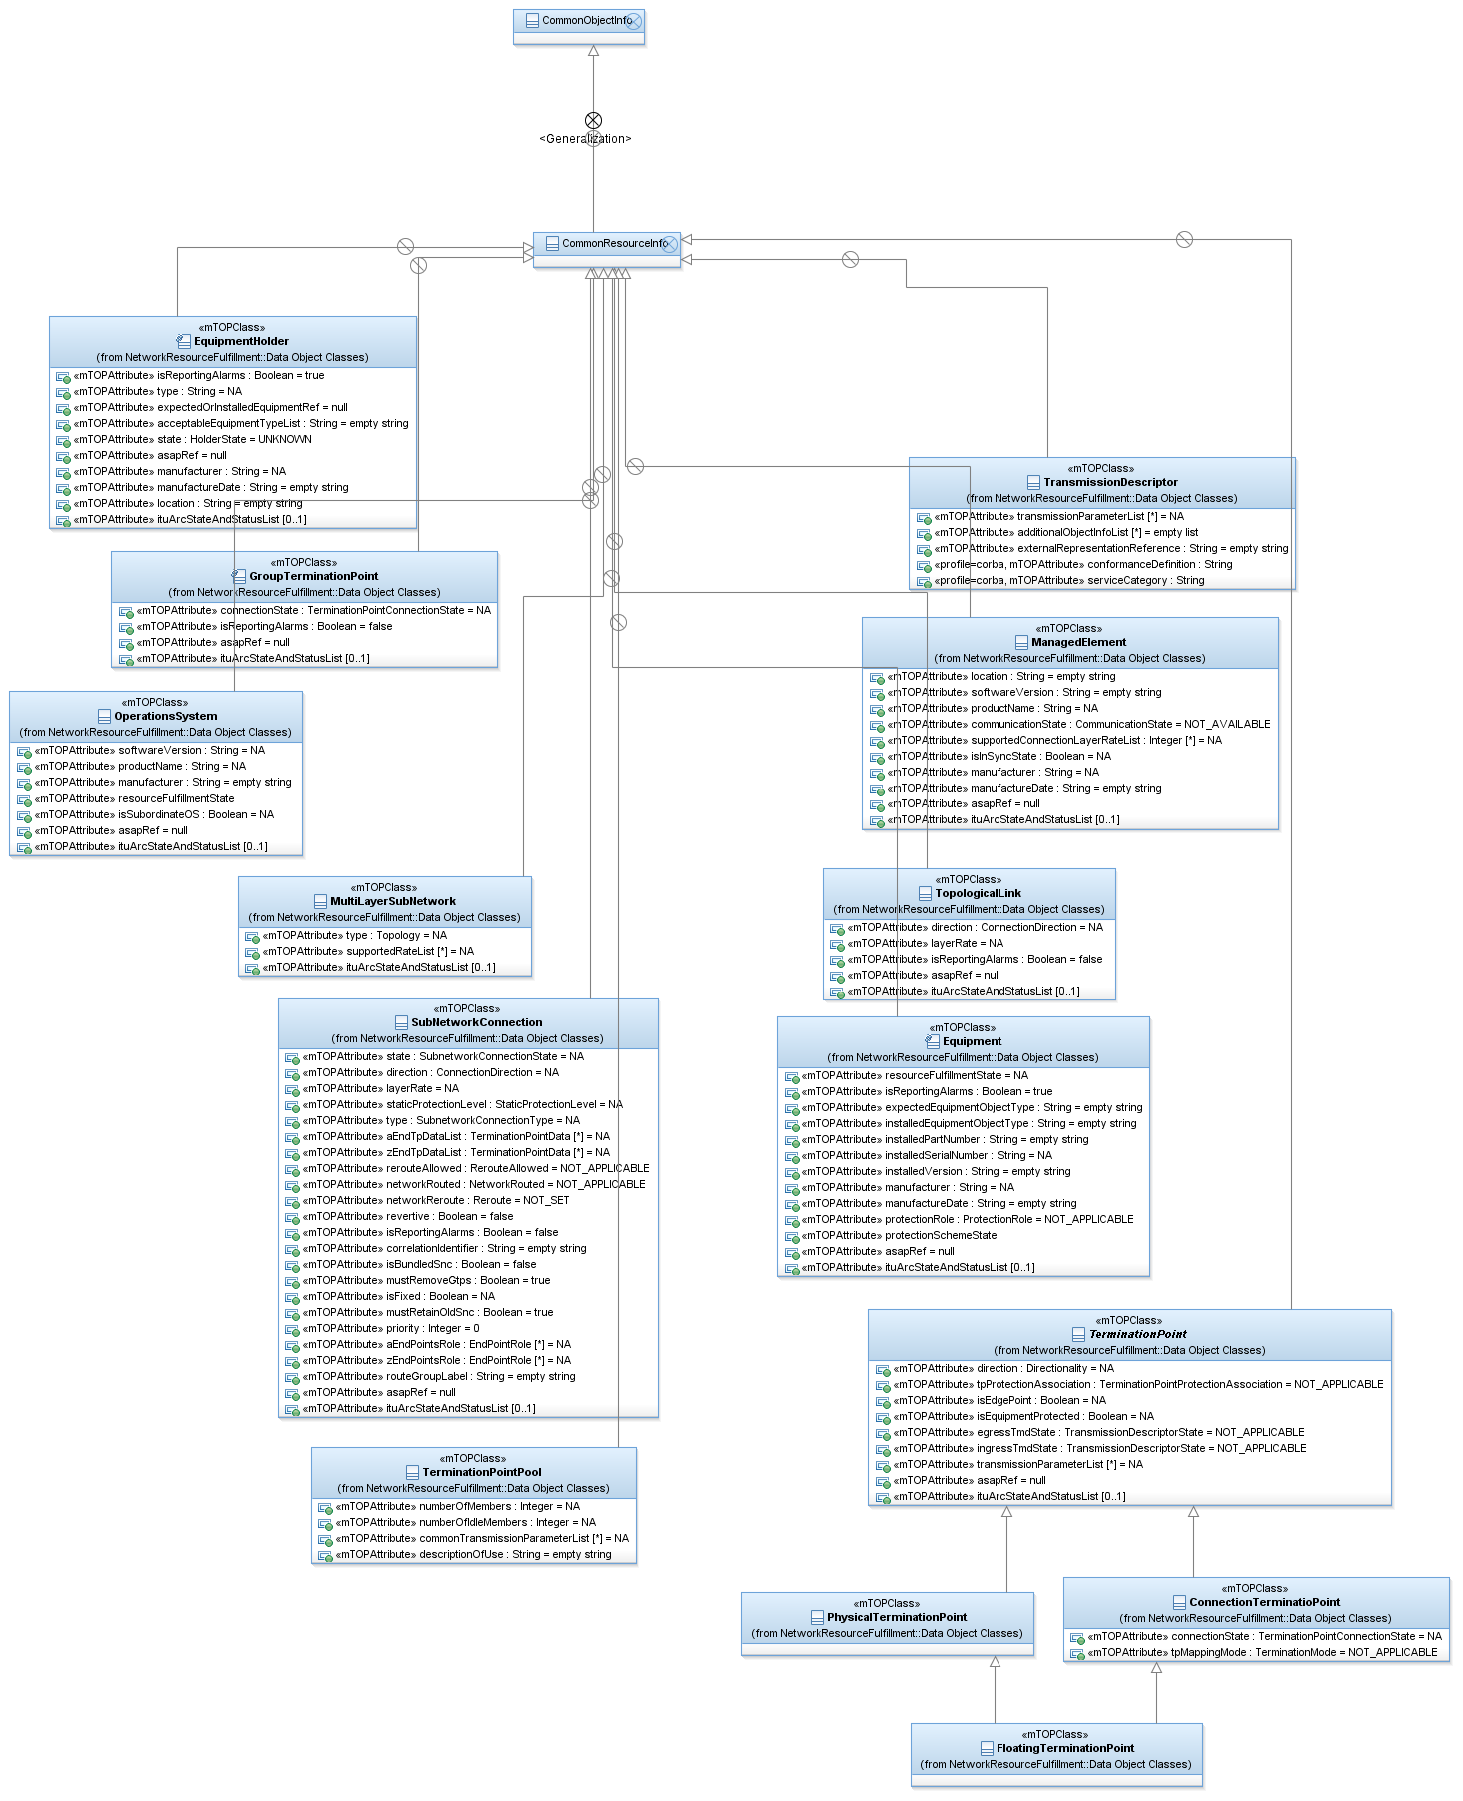 CommonObjectInfo
<Generalization>
CommonResourceInfo
«mTOPClass»
EquipmentHolder
(from NetworkResourceFulfillment::Data Object Classes)
«mTOPAttribute» isReportingAlarms : Boolean = true
«mTOPAttribute» type : String = NA
«mTOPAttribute» expectedOrInstalledEquipmentRef = null
«mTOPAttribute» acceptableEquipmentTypeList : String = empty string
«mTOPAttribute» state : HolderState = UNKNOWN
«mTOPAttribute» asapRef = null
«mTOPAttribute» manufacturer : String = NA
«mTOPAttribute» manufactureDate : String = empty string
«mTOPAttribute» location : String = empty string
«mTOPAttribute» ituArcStateAndStatusList [0..1]
«mTOPClass»
TransmissionDescriptor
(from NetworkResourceFulfillment::Data Object Classes)
«mTOPAttribute» transmissionParameterList [*] = NA
«mTOPAttribute» additionalObjectInfoList [*] = empty list
«mTOPAttribute» externalRepresentationReference : String = empty string
«profile=corba, mTOPAttribute» conformanceDefinition : String
«profile=corba, mTOPAttribute» serviceCategory : String
«mTOPClass»
GroupTerminationPoint
(from NetworkResourceFulfillment::Data Object Classes)
«mTOPAttribute» connectionState : TerminationPointConnectionState = NA
«mTOPAttribute» isReportingAlarms : Boolean = false
«mTOPAttribute» asapRef = null
«mTOPAttribute» ituArcStateAndStatusList [0..1]
«mTOPClass»
ManagedElement
(from NetworkResourceFulfillment::Data Object Classes)
«mTOPAttribute» location : String = empty string
«mTOPAttribute» softwareVersion : String = empty string
«mTOPAttribute» productName : String = NA
«mTOPAttribute» communicationState : CommunicationState = NOT_AVAILABLE
«mTOPAttribute» supportedConnectionLayerRateList : Integer [*] = NA
«mTOPAttribute» isInSyncState : Boolean = NA
«mTOPAttribute» manufacturer : String = NA
«mTOPAttribute» manufactureDate : String = empty string
«mTOPAttribute» asapRef = null
«mTOPAttribute» ituArcStateAndStatusList [0..1]
«mTOPClass»
OperationsSystem
(from NetworkResourceFulfillment::Data Object Classes)
«mTOPAttribute» softwareVersion : String = NA
«mTOPAttribute» productName : String = NA
«mTOPAttribute» manufacturer : String = empty string
«mTOPAttribute» resourceFulfillmentState
«mTOPAttribute» isSubordinateOS : Boolean = NA
«mTOPAttribute» asapRef = null
«mTOPAttribute» ituArcStateAndStatusList [0..1]
«mTOPClass»
MultiLayerSubNetwork
(from NetworkResourceFulfillment::Data Object Classes)
«mTOPAttribute» type : Topology = NA
«mTOPAttribute» supportedRateList [*] = NA
«mTOPAttribute» ituArcStateAndStatusList [0..1]
«mTOPClass»
TopologicalLink
(from NetworkResourceFulfillment::Data Object Classes)
«mTOPAttribute» direction : ConnectionDirection = NA
«mTOPAttribute» layerRate = NA
«mTOPAttribute» isReportingAlarms : Boolean = false
«mTOPAttribute» asapRef = nul
«mTOPAttribute» ituArcStateAndStatusList [0..1]
«mTOPClass»
SubNetworkConnection
(from NetworkResourceFulfillment::Data Object Classes)
«mTOPAttribute» state : SubnetworkConnectionState = NA
«mTOPAttribute» direction : ConnectionDirection = NA
«mTOPAttribute» layerRate = NA
«mTOPAttribute» staticProtectionLevel : StaticProtectionLevel = NA
«mTOPAttribute» type : SubnetworkConnectionType = NA
«mTOPAttribute» aEndTpDataList : TerminationPointData [*] = NA
«mTOPAttribute» zEndTpDataList : TerminationPointData [*] = NA
«mTOPAttribute» rerouteAllowed : RerouteAllowed = NOT_APPLICABLE
«mTOPAttribute» networkRouted : NetworkRouted = NOT_APPLICABLE
«mTOPAttribute» networkReroute : Reroute = NOT_SET
«mTOPAttribute» revertive : Boolean = false
«mTOPAttribute» isReportingAlarms : Boolean = false
«mTOPAttribute» correlationIdentifier : String = empty string
«mTOPAttribute» isBundledSnc : Boolean = false
«mTOPAttribute» mustRemoveGtps : Boolean = true
«mTOPAttribute» isFixed : Boolean = NA
«mTOPAttribute» mustRetainOldSnc : Boolean = true
«mTOPAttribute» priority : Integer = 0
«mTOPAttribute» aEndPointsRole : EndPointRole [*] = NA
«mTOPAttribute» zEndPointsRole : EndPointRole [*] = NA
«mTOPAttribute» routeGroupLabel : String = empty string
«mTOPAttribute» asapRef = null
«mTOPAttribute» ituArcStateAndStatusList [0..1]
«mTOPClass»
Equipment
(from NetworkResourceFulfillment::Data Object Classes)
«mTOPAttribute» resourceFulfillmentState = NA
«mTOPAttribute» isReportingAlarms : Boolean = true
«mTOPAttribute» expectedEquipmentObjectType : String = empty string
«mTOPAttribute» installedEquipmentObjectType : String = empty string
«mTOPAttribute» installedPartNumber : String = empty string
«mTOPAttribute» installedSerialNumber : String = NA
«mTOPAttribute» installedVersion : String = empty string
«mTOPAttribute» manufacturer : String = NA
«mTOPAttribute» manufactureDate : String = empty string
«mTOPAttribute» protectionRole : ProtectionRole = NOT_APPLICABLE
«mTOPAttribute» protectionSchemeState
«mTOPAttribute» asapRef = null
«mTOPAttribute» ituArcStateAndStatusList [0..1]
«mTOPClass»
TerminationPoint
(from NetworkResourceFulfillment::Data Object Classes)
«mTOPAttribute» direction : Directionality = NA
«mTOPAttribute» tpProtectionAssociation : TerminationPointProtectionAssociation = NOT_APPLICABLE
«mTOPAttribute» isEdgePoint : Boolean = NA
«mTOPAttribute» isEquipmentProtected : Boolean = NA
«mTOPAttribute» egressTmdState : TransmissionDescriptorState = NOT_APPLICABLE
«mTOPAttribute» ingressTmdState : TransmissionDescriptorState = NOT_APPLICABLE
«mTOPAttribute» transmissionParameterList [*] = NA
«mTOPAttribute» asapRef = null
«mTOPAttribute» ituArcStateAndStatusList [0..1]
«mTOPClass»
TerminationPointPool
(from NetworkResourceFulfillment::Data Object Classes)
«mTOPAttribute» numberOfMembers : Integer = NA
«mTOPAttribute» numberOfIdleMembers : Integer = NA
«mTOPAttribute» commonTransmissionParameterList [*] = NA
«mTOPAttribute» descriptionOfUse : String = empty string
«mTOPClass»
PhysicalTerminationPoint
(from NetworkResourceFulfillment::Data Object Classes)
«mTOPClass»
ConnectionTerminatioPoint
(from NetworkResourceFulfillment::Data Object Classes)
«mTOPAttribute» connectionState : TerminationPointConnectionState = NA
«mTOPAttribute» tpMappingMode : TerminationMode = NOT_APPLICABLE
«mTOPClass»
FloatingTerminationPoint
(from NetworkResourceFulfillment::Data Object Classes)